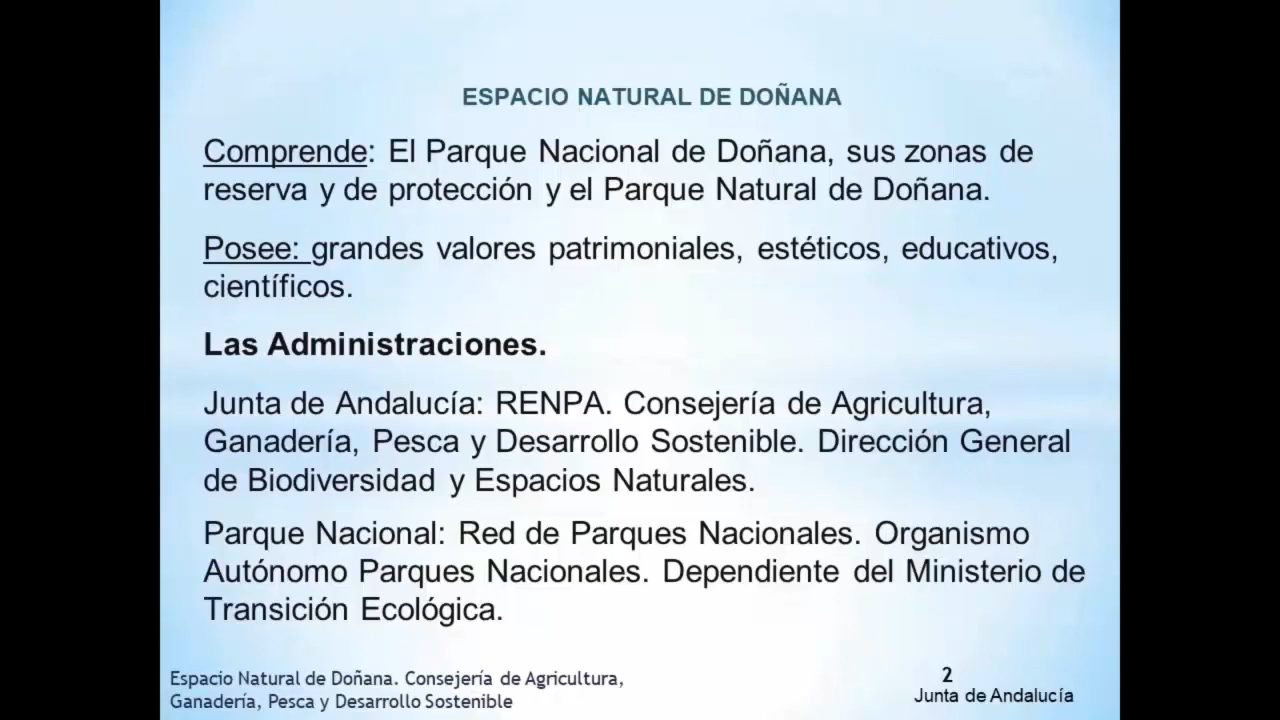 ESPACIO NATURAL DE DOÑANA
Comprende: El Parque Nacional de Doñana, sus zonas de
reserva y de protección y el Parque Natural de Doñana.
Posee: grandes valores patrimoniales, estéticos, educativos,
científicos.
Las Administraciones.
Junta de Andalucía: RENPA. Consejería de Agricultura,
Ganadería, Pesca y Desarrollo Sostenible. Dirección General
de Biodiversidad y Espacios Naturales.
Parque Nacional: Red de Parques Nacionales. Organismo
Autónomo Parques Nacionales. Dependiente del Ministerio de
Transición Ecológica.
Espacio Natural de Doñana. Consejería de Agricultura,
Ganadería, Pesca y Desarrollo Sostenible
2
Junta de Andalucía